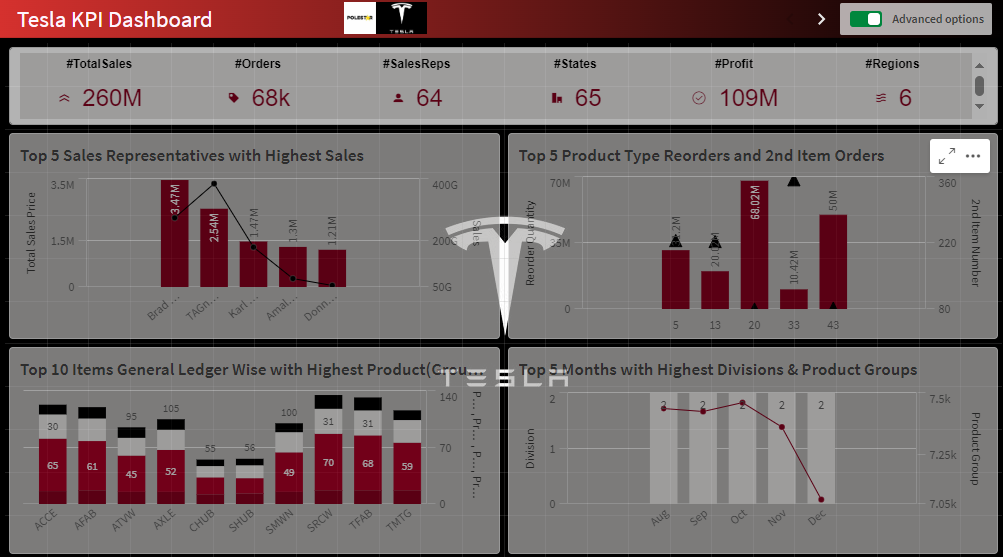 Tesla KPI Dashboard
POLESTAR
TESLA
Advanced options
#TotalSales #Orders #SalesReps #States #Profit #Regions
260M 68k 64 65 109M 6
Top 5 Sales Representatives with Highest Sales
Total Sales Price
3.5M
1.5M
0
3.47M 2.54M 1.47M 1.3M 1.21M
400G
200G
50G
Sales
Brad ... TAGn... Karl ... Amal... Donn...
Top 5 Product Type Reorders and 2nd Item Orders
Reorder Quantity
70M
35M
0
68.02M 10.42M 50M
360
220
80
2nd Item Number
5 13 20 33 43
Top 10 Items General Ledger Wise with Highest Product(Grou...
30 95 105 55 56 100 31 31
65 61 45 52 49 70 68 59
140
70
0
P... , Pr... , P... , P... , Pr...
ACCE AFAB ATVW AXLE CHUB SHUB SMWN SRCW TFAB TMTG
TESLA
Top 5 Months with Highest Divisions & Product Groups
Division
2
1
0
2 2 2 2 2
7.5k
7.25k
7.05k
Product Group
Aug Sep Oct Nov Dec